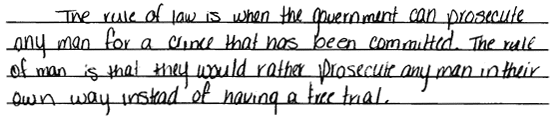 The rule of law is when the government can prosecute
any man for a crime that has been committed. The rule
of man is that they would rather prosecute any man in their
own way instead of having a free trial.